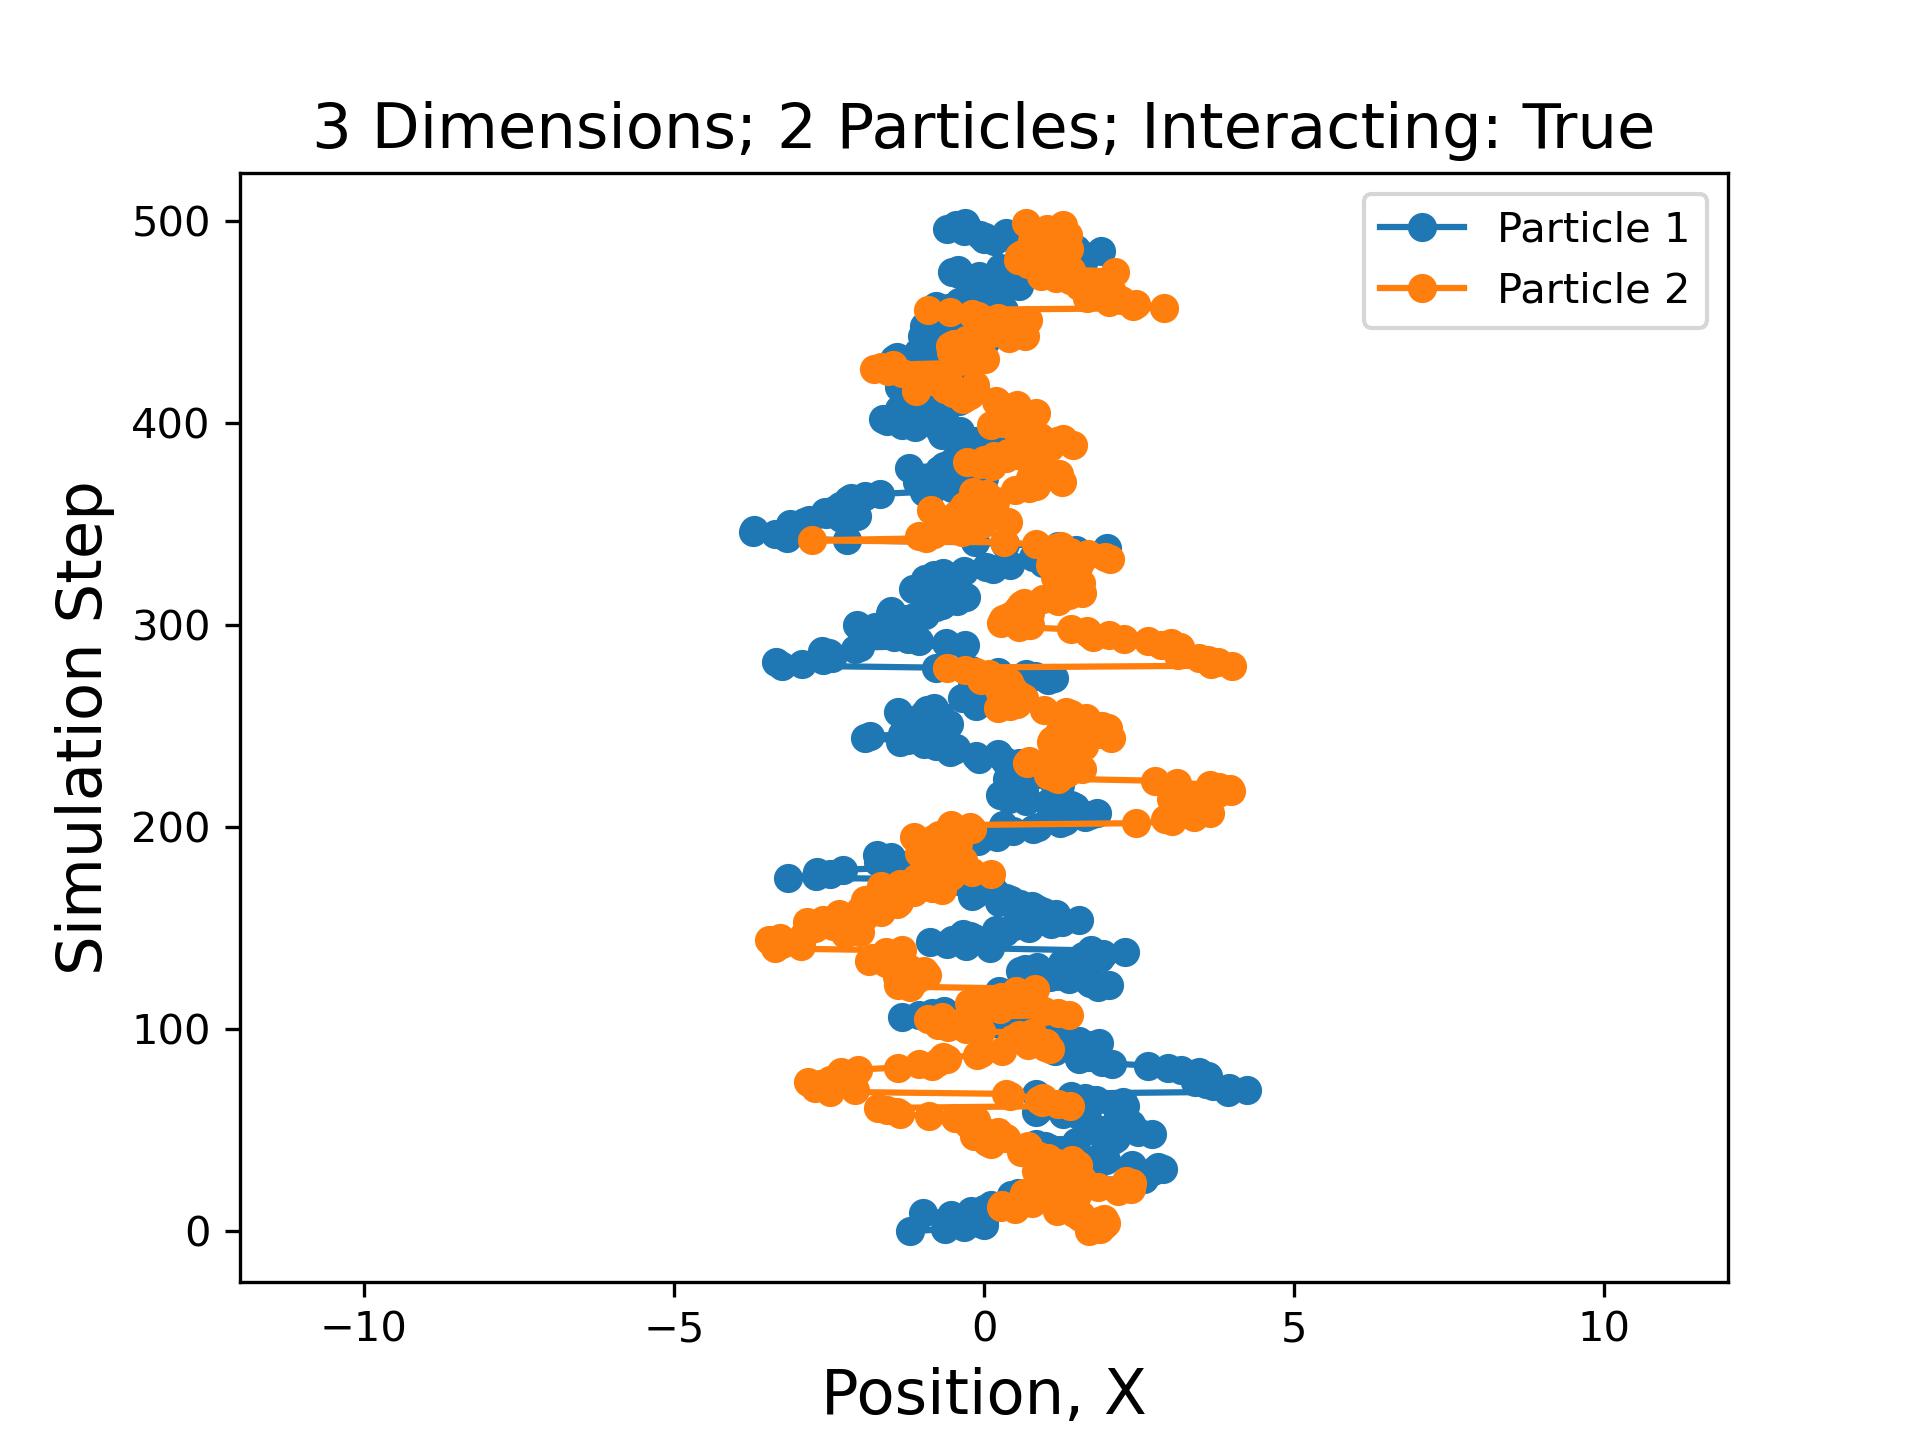 3 Dimensions; 2 Particles; Interacting: True
Particle 1
Particle 2
500
400
300
200
100
0
Simulation Step
−10
−5
0
5
10
Position, X